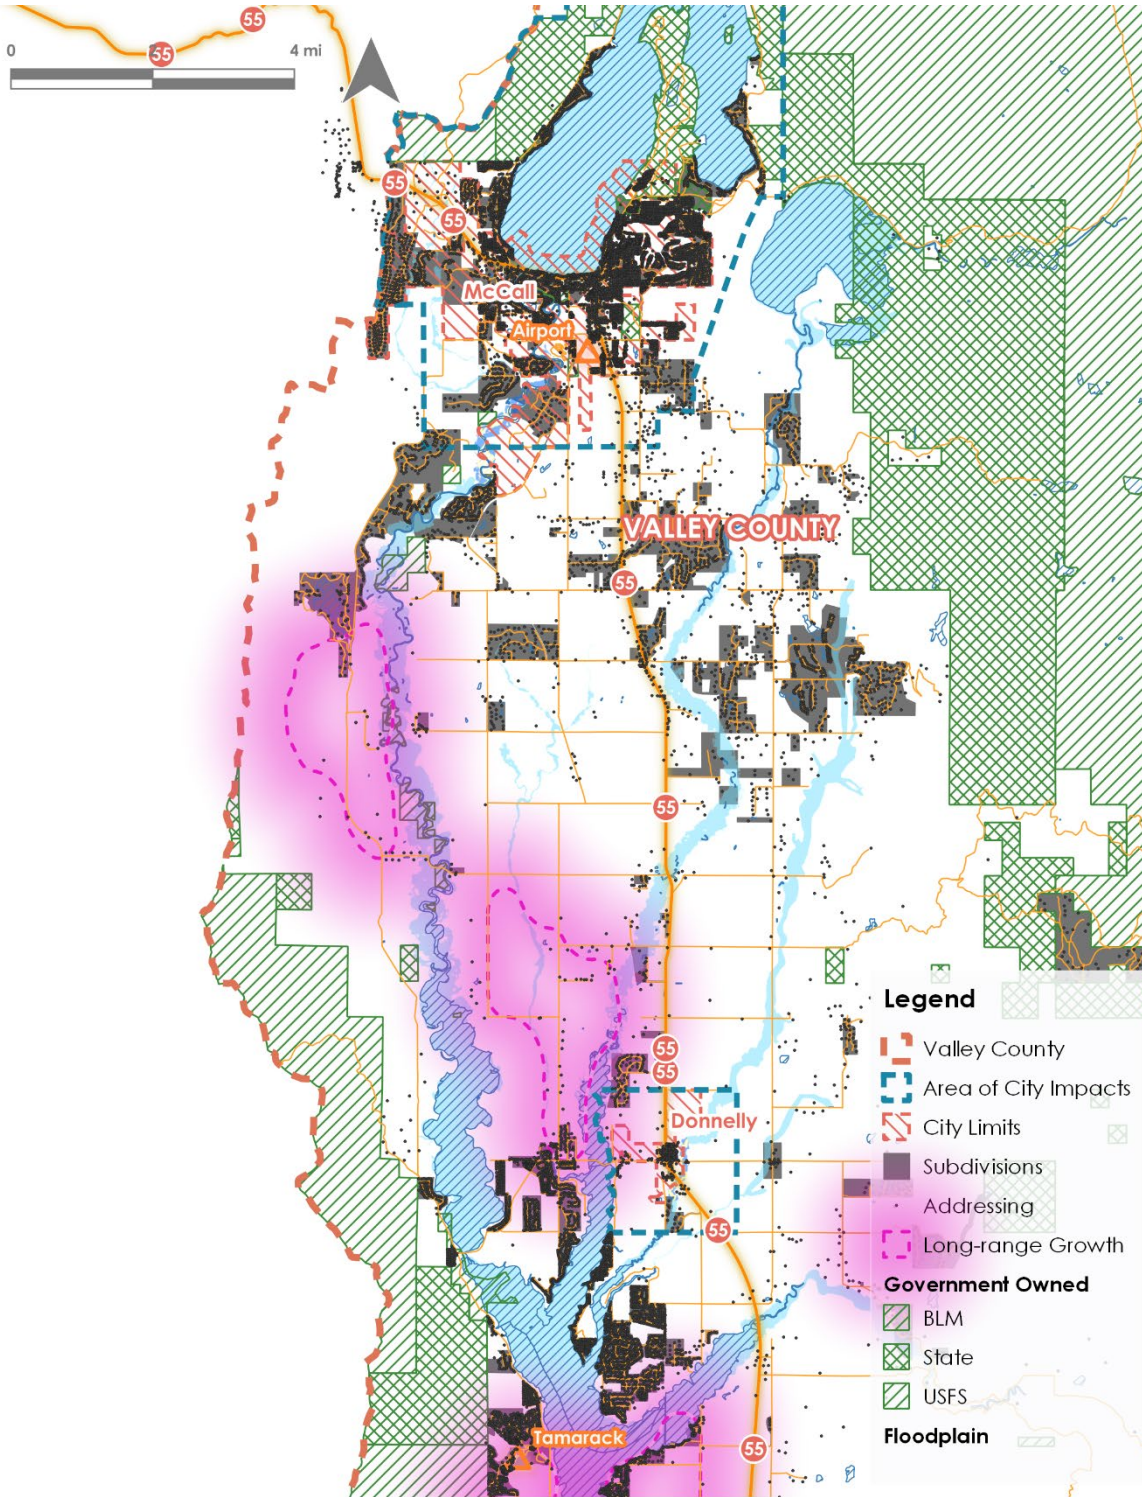 55
0
4 mi
55
55
55
McCall
Airport
VALLEY COUNTY
55
55
55
55
Donnelly
55
Tamarack
55
Legend
Valley County
Area of City Impacts
City Limits
Subdivisions
Addressing
Long-range Growth
Government Owned
BLM
State
USFS
Floodplain